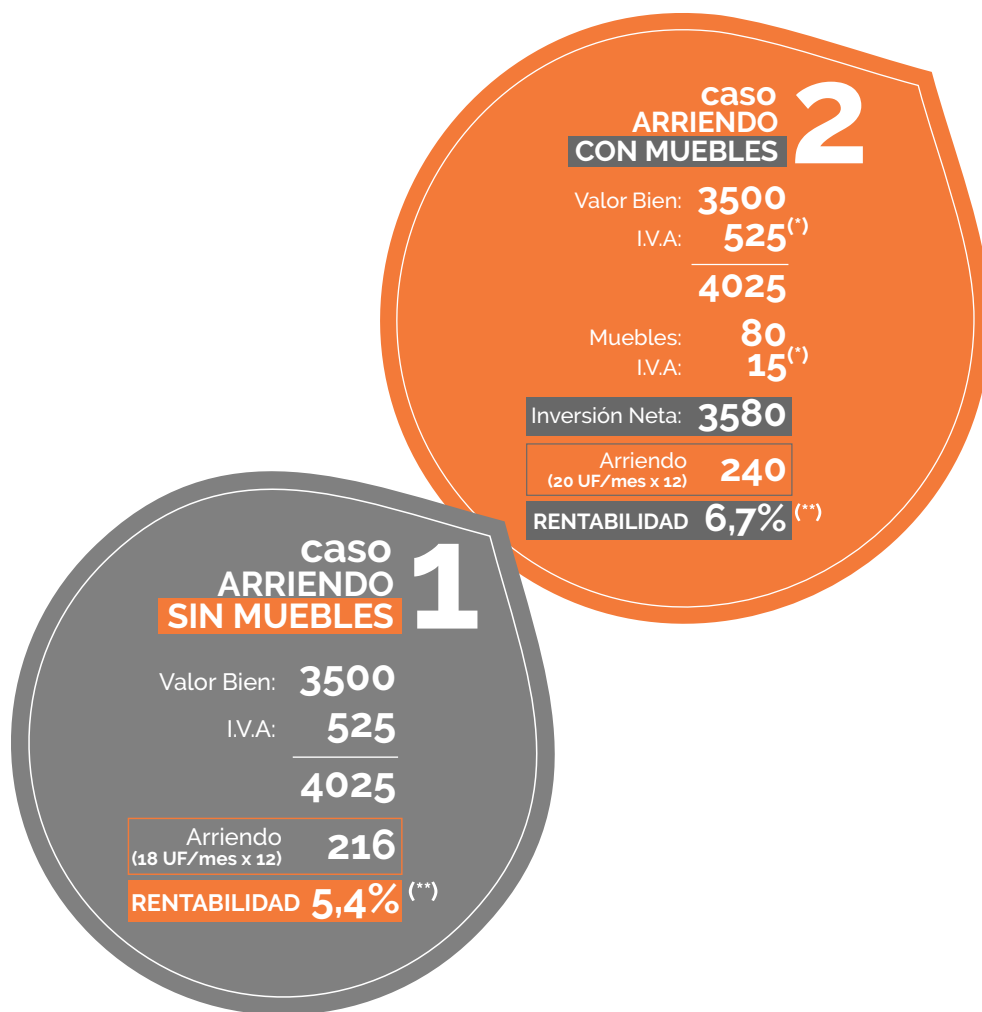 caso 2
ARRIENDO
CON MUEBLES
Valor Bien: 3500
I.V.A: 525(*)
4025
Muebles: 80
I.V.A: 15(*)
Inversión Neta: 3580
Arriendo
(20 UF/mes x 12) 240
RENTABILIDAD 6,7% (**)
caso 1
ARRIENDO
SIN MUEBLES
Valor Bien: 3500
I.V.A: 525
4025
Arriendo
(18 UF/mes x 12) 216
RENTABILIDAD 5,4% (**)